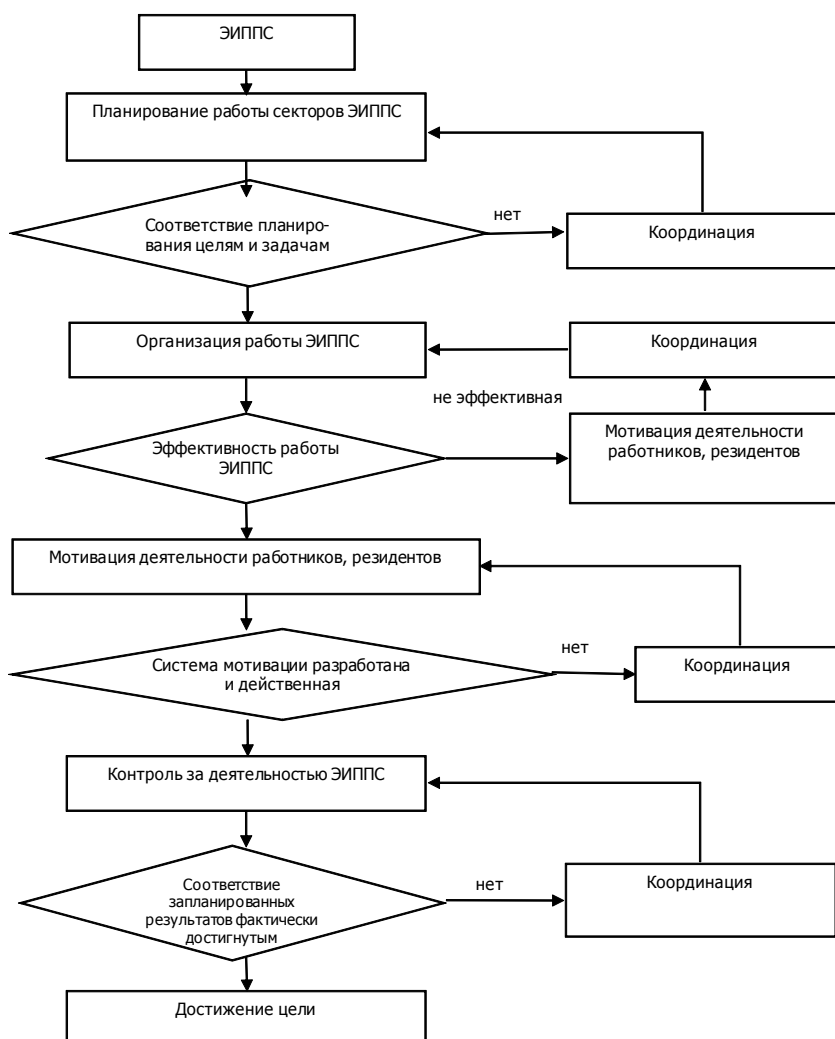 ЭИППС
Планирование работы секторов ЭИППС
Соответствие планиро-
вания целям и задачам
нет
Координация
Организация работы ЭИППС
Координация
не эффективная
Эффективность работы
ЭИППС
Мотивация деятельности
работников, резидентов
Мотивация деятельности работников, резидентов
Система мотивации разработана
и действенная
нет
Координация
Контроль за деятельностью ЭИППС
Соответствие
запланированных
результатов фактически
достигнутым
нет
Координация
Достижение цели